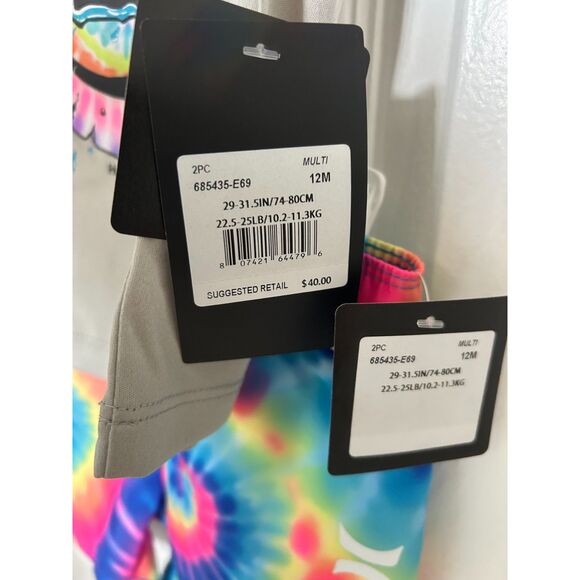 2PC MULTI
685435-E69 12M
29-31.5IN/74-80CM
22.5-25LB/10.2-11.3KG
8 07421 64479 6
SUGGESTED RETAIL $40.00
2PC MULTI
685435-E69 12M
29-31.5IN/74-80CM
22.5-25LB/10.2-11.3KG